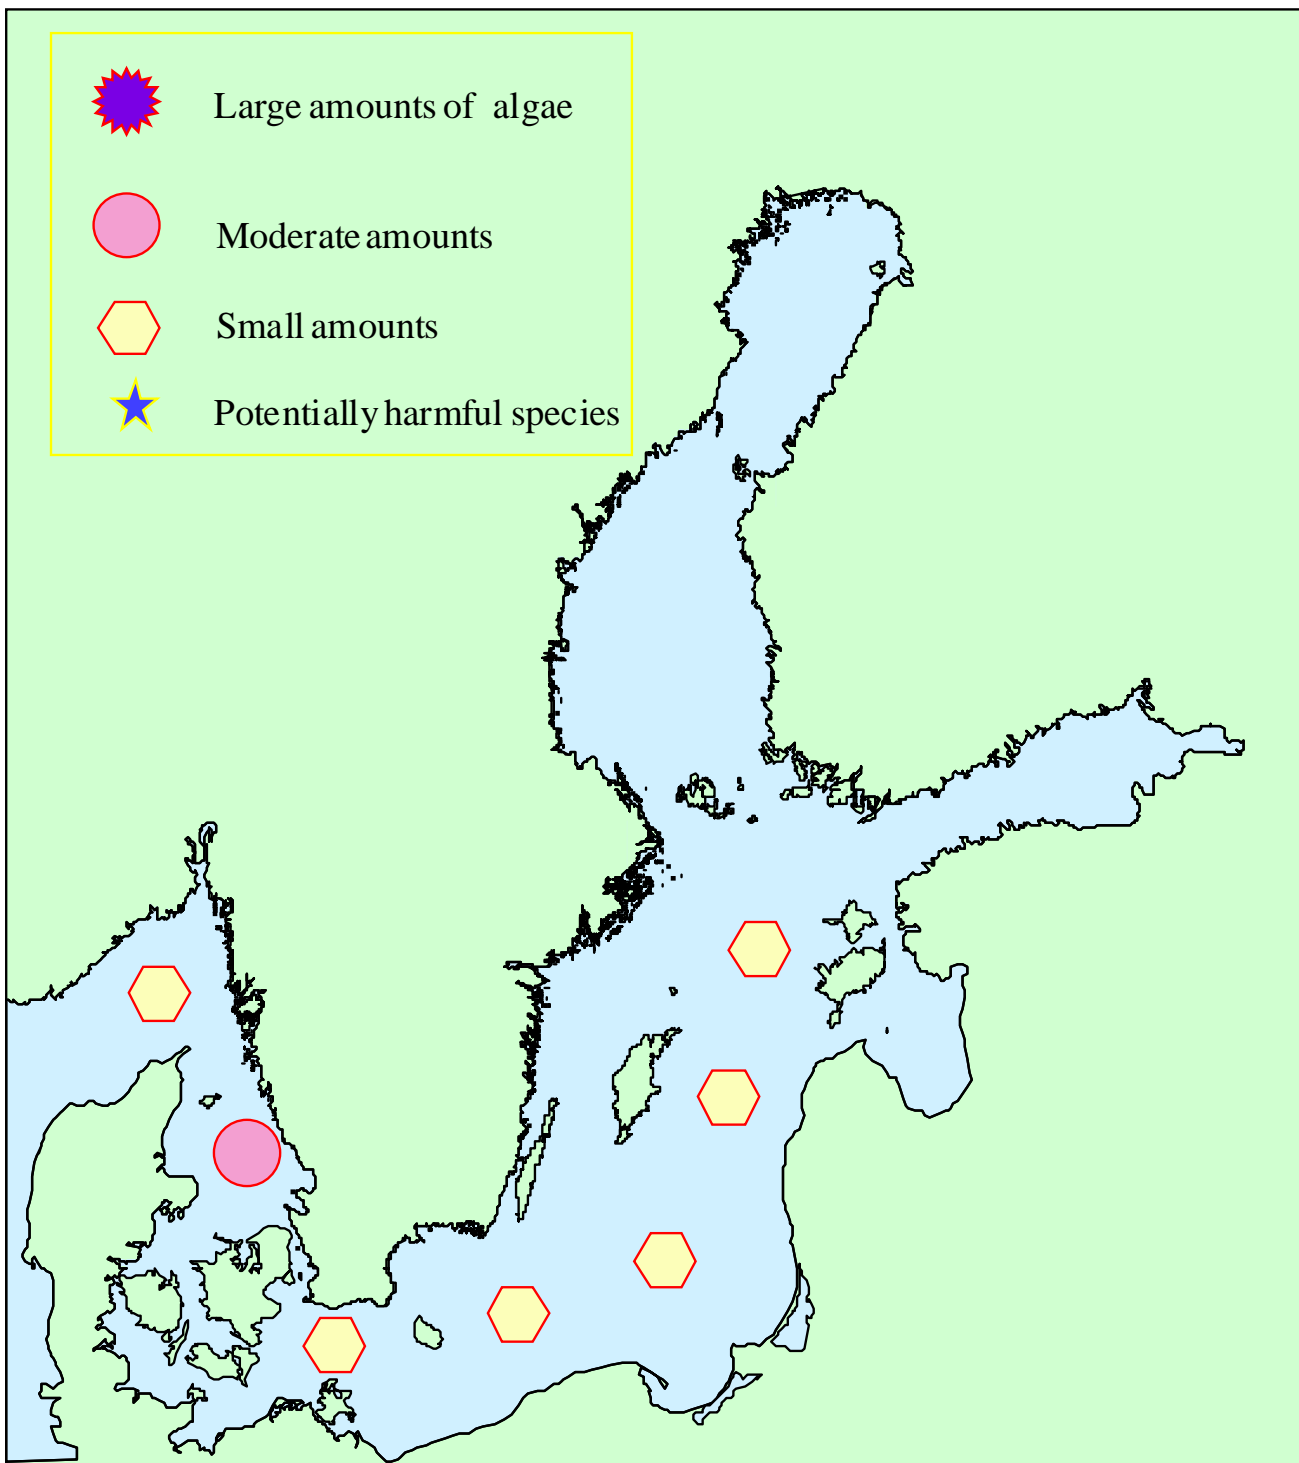 Large amounts of algae
Moderate amounts
Small amounts
Potentially harmful species